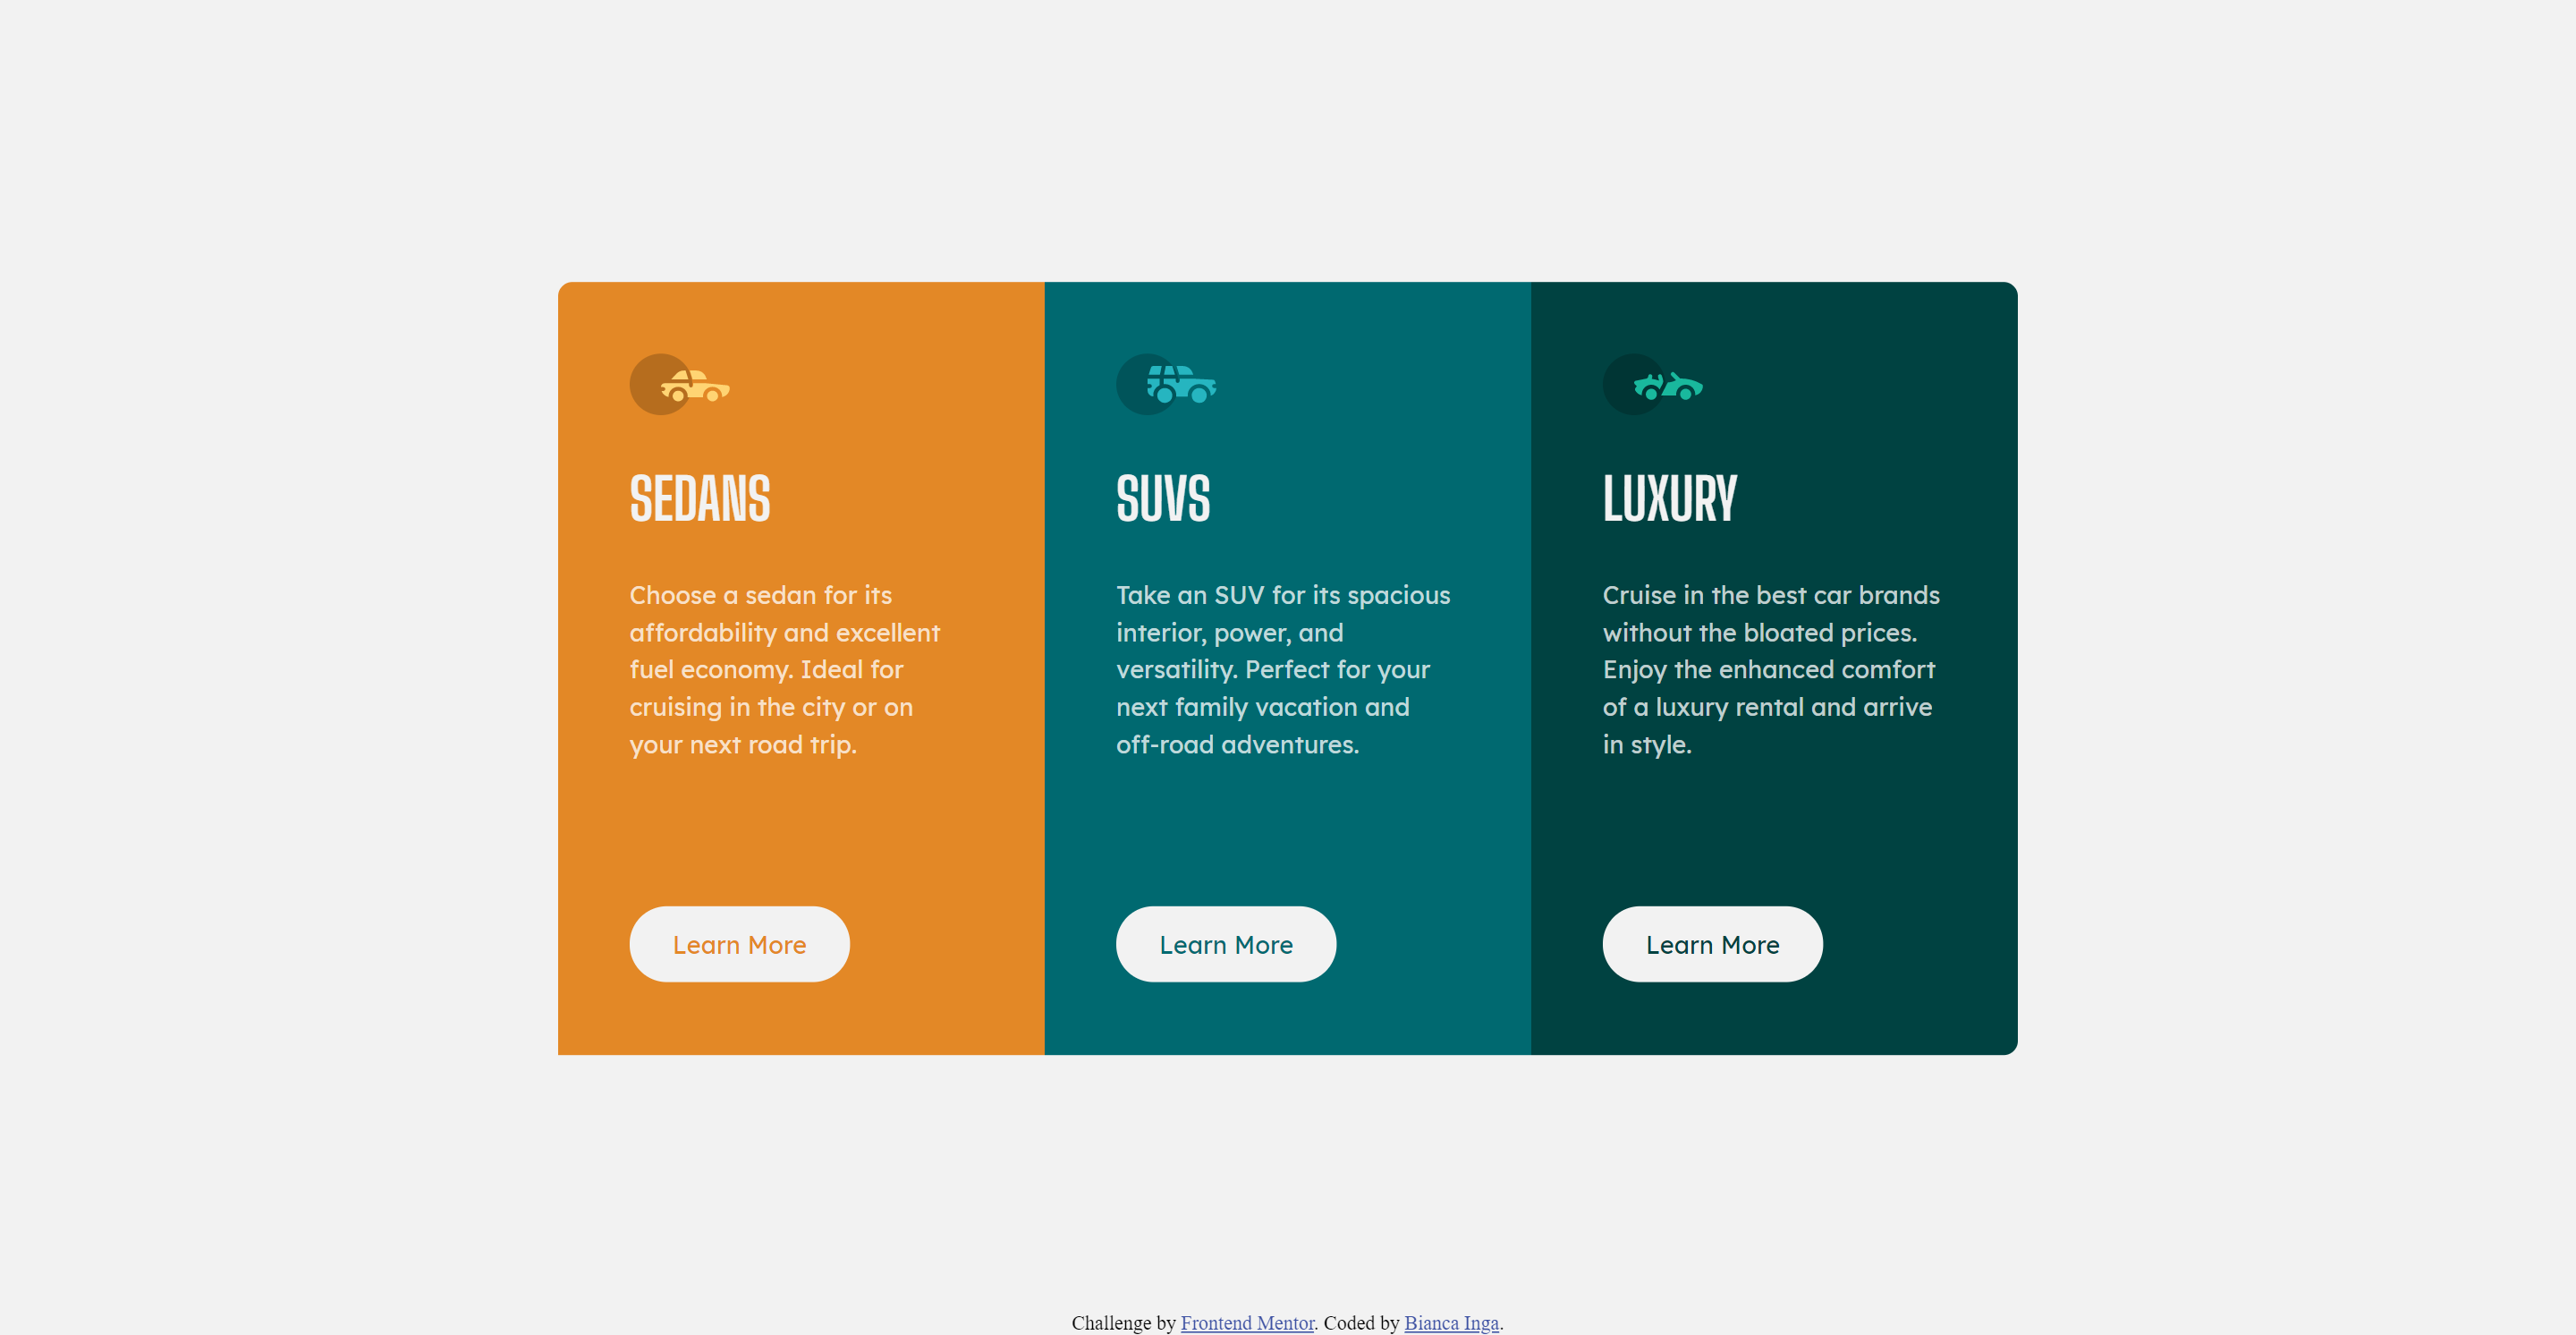 SEDANS
Choose a sedan for its
affordability and excellent
fuel economy. Ideal for
cruising in the city or on
your next road trip.
Learn More
SUVS
Take an SUV for its spacious
interior, power, and
versatility. Perfect for your
next family vacation and
off-road adventures.
Learn More
LUXURY
Cruise in the best car brands
without the bloated prices.
Enjoy the enhanced comfort
of a luxury rental and arrive
in style.
Learn More
Challenge by Frontend Mentor. Coded by Bianca Inga.